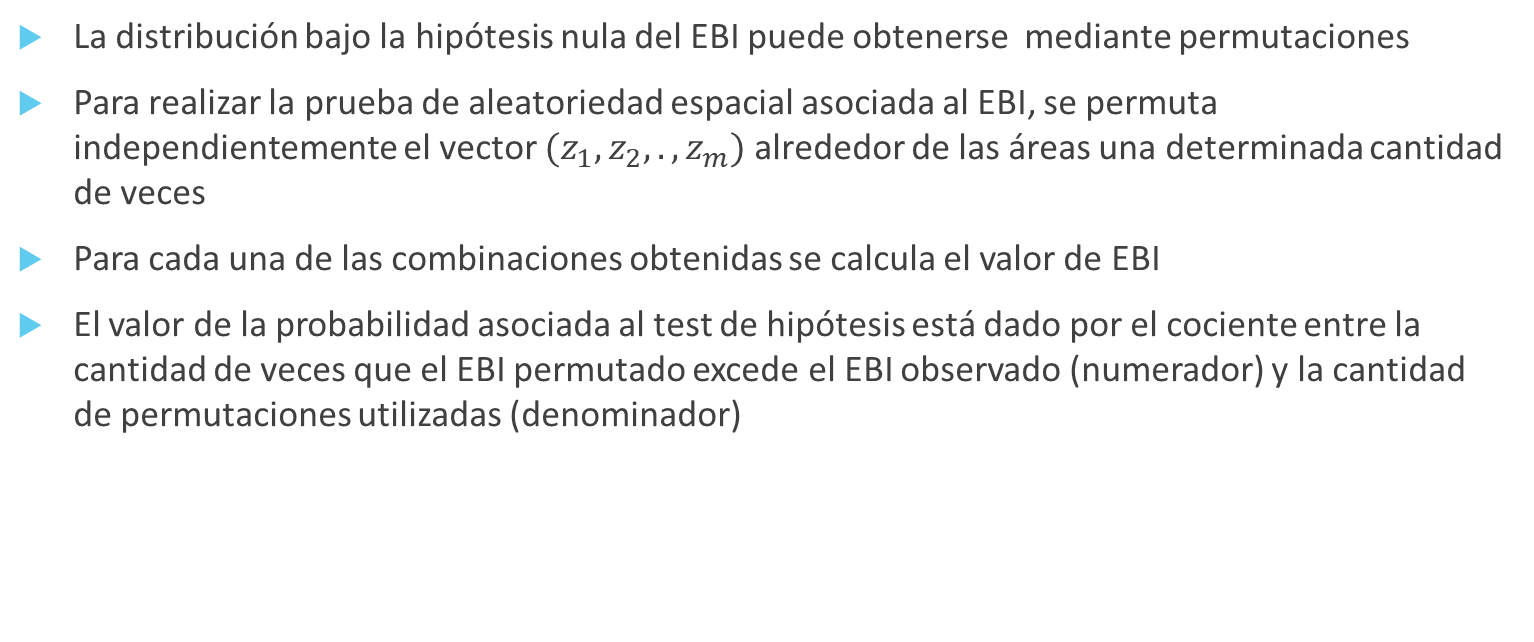 La distribución bajo la hipótesis nula del EBI puede obtenerse  mediante permutaciones
Para realizar la prueba de aleatoriedad espacial asociada al EBI, se permuta
independientemente el vector (z₁, z₂, . , zₘ) alrededor de las áreas una determinada cantidad
de veces
Para cada una de las combinaciones obtenidas se calcula el valor de EBI
El valor de la probabilidad asociada al test de hipótesis está dado por el cociente entre la
cantidad de veces que el EBI permutado excede el EBI observado (numerador) y la cantidad
de permutaciones utilizadas (denominador)